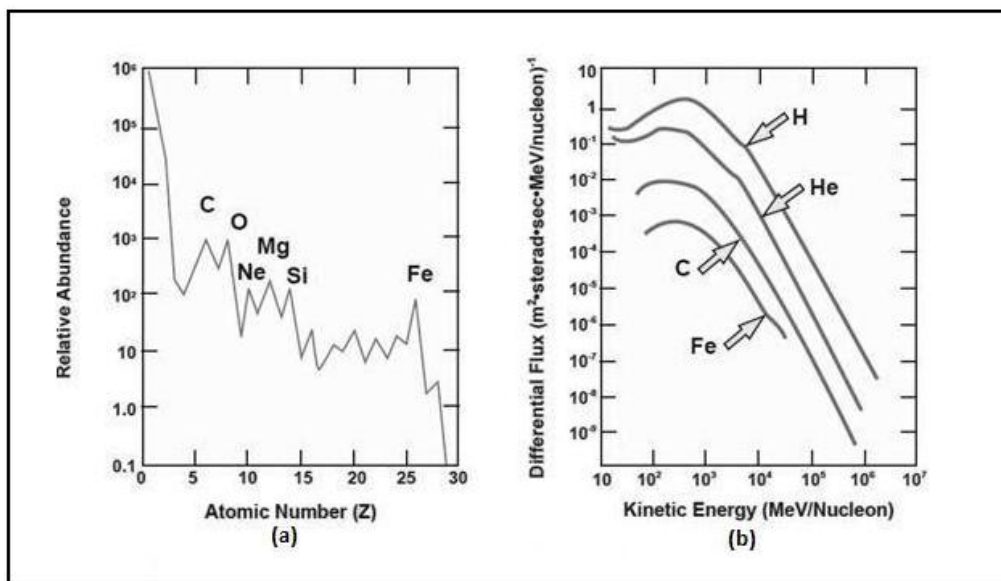 Relative Abundance
10⁶
10⁵
10⁴
10³
10²
10
1.0
0.1
C
O
Mg
Ne
Si
Fe
0 5 10 15 20 25 30
Atomic Number (Z)
(a)
Differential Flux (m²•sterad•sec•MeV/nucleon)⁻¹
10
1
10⁻¹
10⁻²
10⁻³
10⁻⁴
10⁻⁵
10⁻⁶
10⁻⁷
10⁻⁸
10⁻⁹
H
He
C
Fe
10 10² 10³ 10⁴ 10⁵ 10⁶ 10⁷
Kinetic Energy (MeV/Nucleon)
(b)